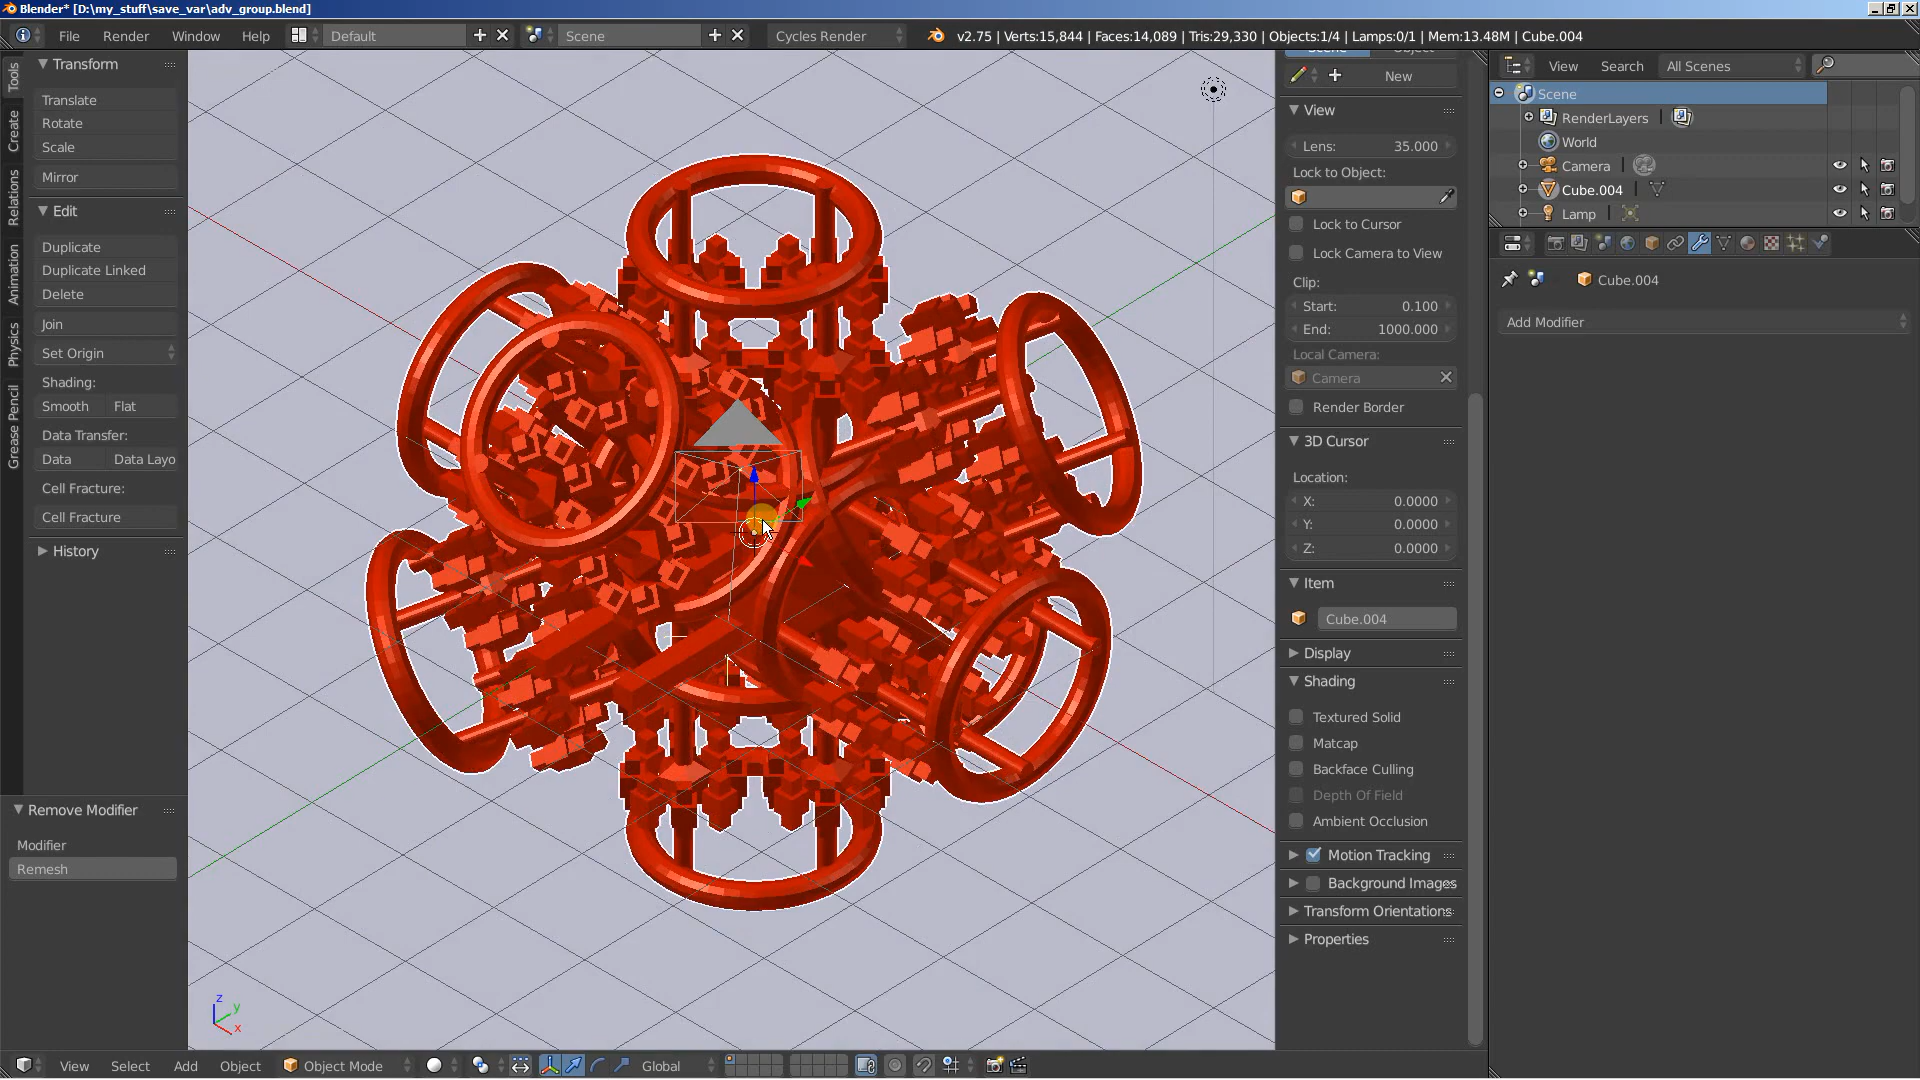 Blender* [D:\my_stuff\save_var\adv_group.blend]
File Render Window Help Default Scene Cycles Render v2.75 | Verts:15,844 | Faces:14,089 | Tris:29,330 | Objects:1/4 | Lamps:0/1 | Mem:13.48M | Cube.004
Tools
Create
Relations
Animation
Physics
Grease Pencil
Transform
Translate
Rotate
Scale
Mirror
Edit
Duplicate
Duplicate Linked
Delete
Join
Set Origin
Shading:
Smooth Flat
Data Transfer:
Data Data Layo
Cell Fracture:
Cell Fracture
History
Remove Modifier
Modifier
Remesh
z
y
x
New
View
Lens: 35.000
Lock to Object:
Lock to Cursor
Lock Camera to View
Clip:
Start: 0.100
End: 1000.000
Local Camera:
Camera
Render Border
3D Cursor
Location:
X: 0.0000
Y: 0.0000
Z: 0.0000
Item
Cube.004
Display
Shading
Textured Solid
Matcap
Backface Culling
Depth Of Field
Ambient Occlusion
Motion Tracking
Background Images
Transform Orientations
Properties
View Search All Scenes
Scene
RenderLayers
World
Camera
Cube.004
Lamp
Cube.004
Add Modifier
View Select Add Object Object Mode Global